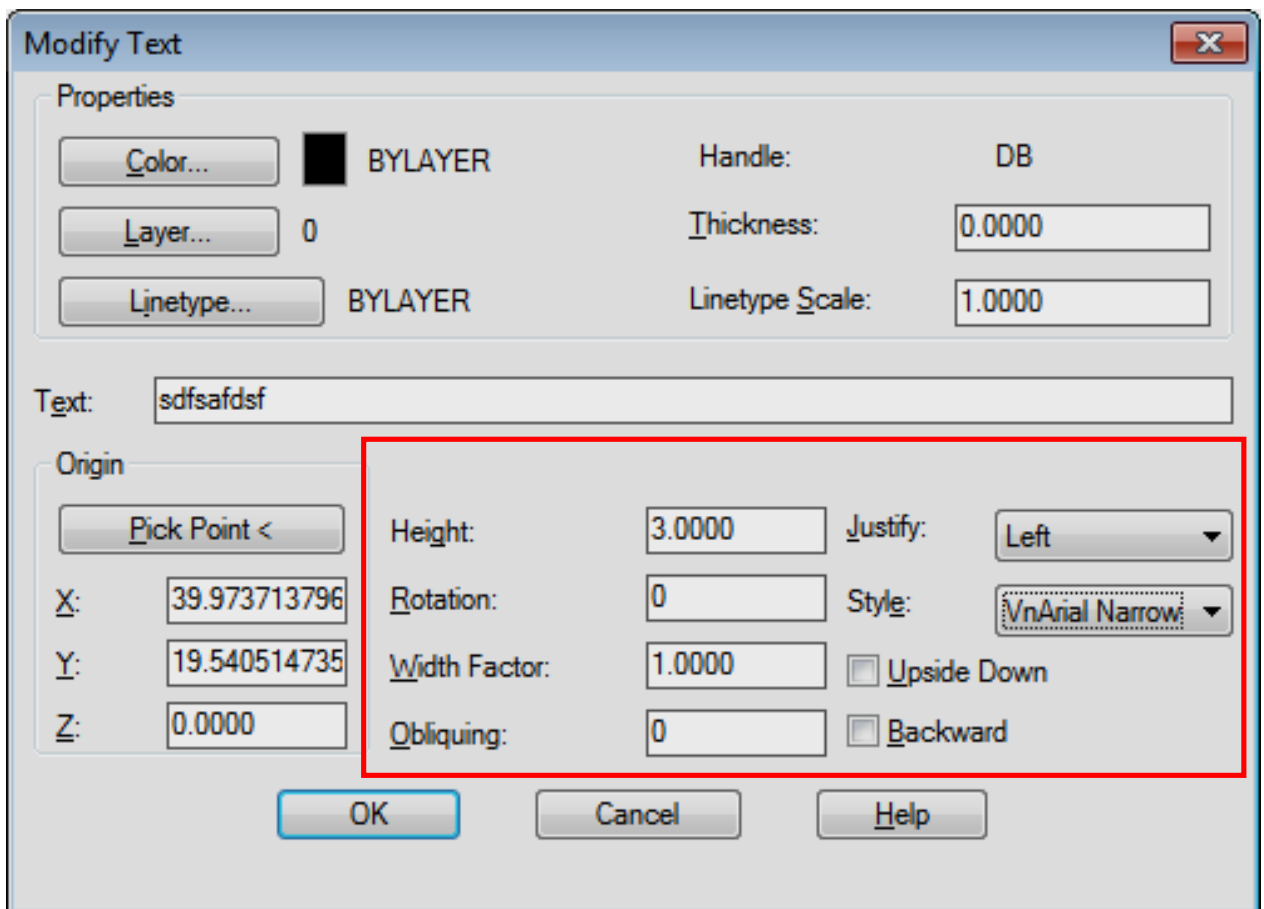 Modify Text
Properties
Color... BYLAYER Handle: DB
Layer... 0 Thickness: 0.0000
Linetype... BYLAYER Linetype Scale: 1.0000
Text: sdfsafdsf
Origin
Pick Point < Height: 3.0000 Justify: Left
X: 39.973713796 Rotation: 0 Style: VnArial Narrow
Y: 19.540514735 Width Factor: 1.0000 Upside Down
Z: 0.0000 Obliquing: 0 Backward
OK Cancel Help